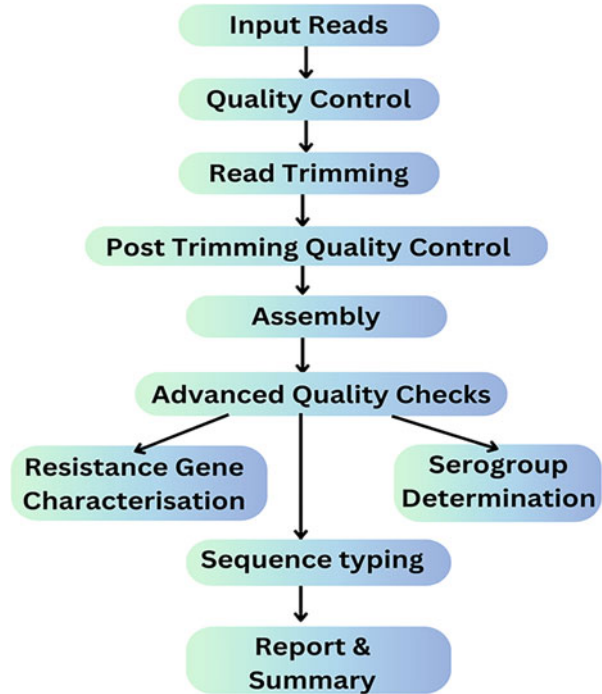 Input Reads
Quality Control
Read Trimming
Post Trimming Quality Control
Assembly
Advanced Quality Checks
Resistance Gene
Characterisation
Serogroup
Determination
Sequence typing
Report &
Summary